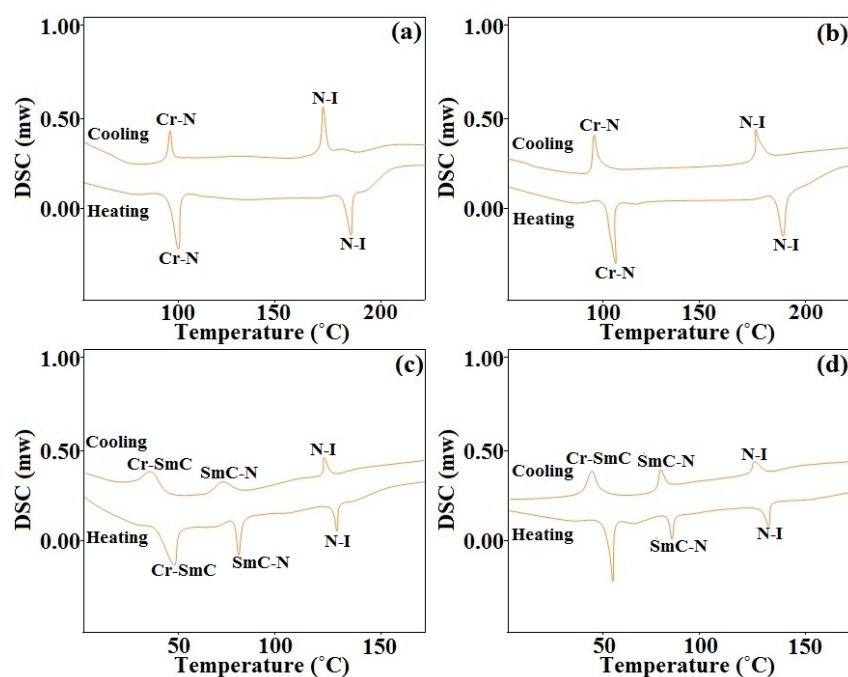 1.00
(a)
N-I
Cr-N
0.50
Cooling
DSC (mw)
0.00
Heating
Cr-N
N-I
100
150
200
Temperature (˚C)
1.00
(b)
Cr-N
N-I
0.50
Cooling
DSC (mw)
0.00
Heating
Cr-N
N-I
100
150
200
Temperature (˚C)
1.00
(c)
0.50
Cooling
N-I
Cr-SmC
SmC-N
DSC (mw)
0.00
Heating
Cr-SmC
SmC-N
N-I
50
100
150
Temperature (˚C)
1.00
(d)
0.50
Cooling
Cr-SmC
SmC-N
N-I
DSC (mw)
0.00
Heating
SmC-N
N-I
50
100
150
Temperature (˚C)